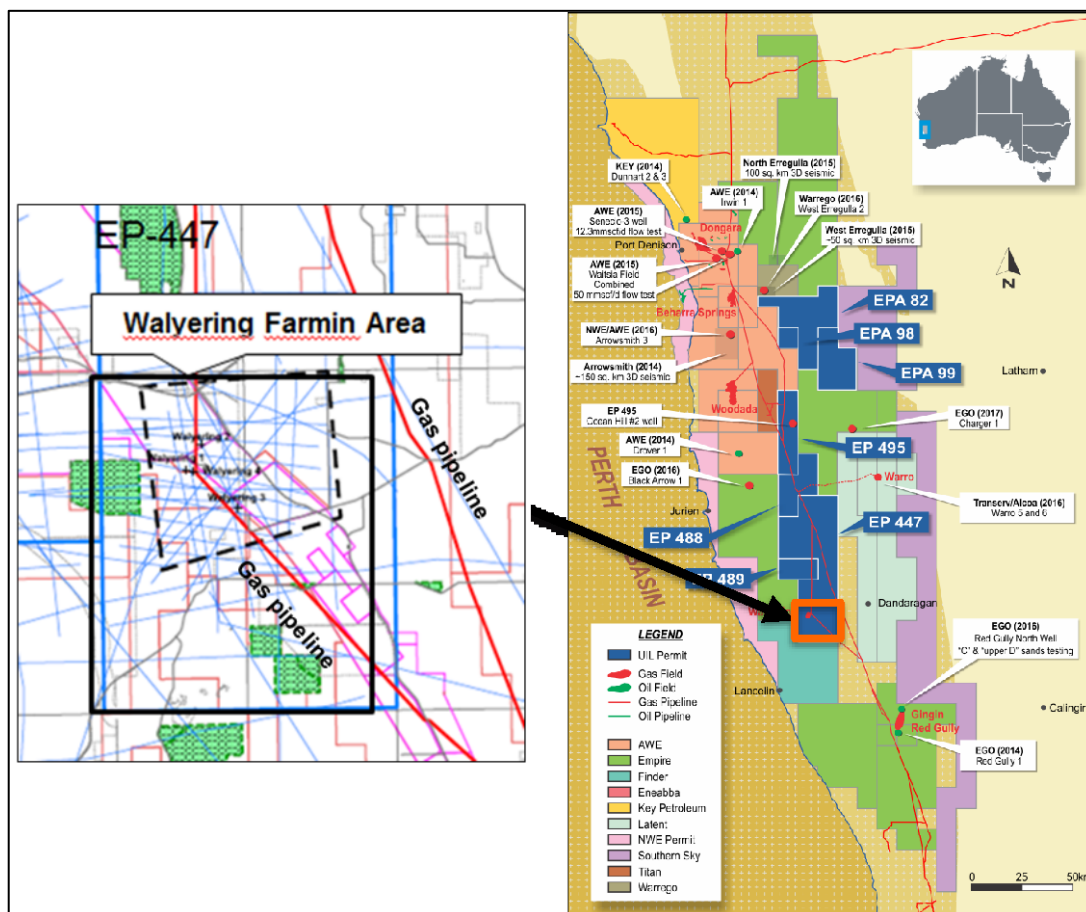 EP-447
Walyering Farmin Area
Walyering 2
Walyering 1
Walyering 4
Walyering 3
Gas pipeline
Gas pipeline
KEY (2014)
Dunnart 2 & 3
North Erregulla (2015)
100 sq. km 3D seismic
AWE (2014)
Irwin 1
Warrego (2016)
West Erregulla 2
AWE (2015)
Senecio-3 well
12.3mmscf/d flow test
Dongara
West Erregulla (2015)
~50 sq. km 3D seismic
Port Denison
AWE (2015)
Waitsia Field
Combined
50 mmscf/d flow test
N
EPA 82
Beharra Springs
NWE/AWE (2016)
Arrowsmith 3
EPA 98
Arrowsmith (2014)
~150 sq. km 3D seismic
EPA 99
Latham
Woodada
EP 495
Ocean Hill #2 well
EGO (2017)
Charger 1
AWE (2014)
Drover 1
EP 495
EGO (2016)
Black Arrow 1
Warro
PERTH
BASIN
Jurien
Transerv/Alcoa (2016)
Warro 5 and 6
EP 488
EP 447
EP 489
Dandaragan
LEGEND
UIL Permit
Gas Field
Oil Field
Gas Pipeline
Oil Pipeline
AWE
Empire
Finder
Eneabba
Key Petroleum
Latent
NWE Permit
Southern Sky
Titan
Warrego
EGO (2015)
Red Gully North Well
"C" & "upper D" sands testing
Lancelin
Gingin
Red Gully
Calingiri
EGO (2014)
Red Gully 1
0 25 50km